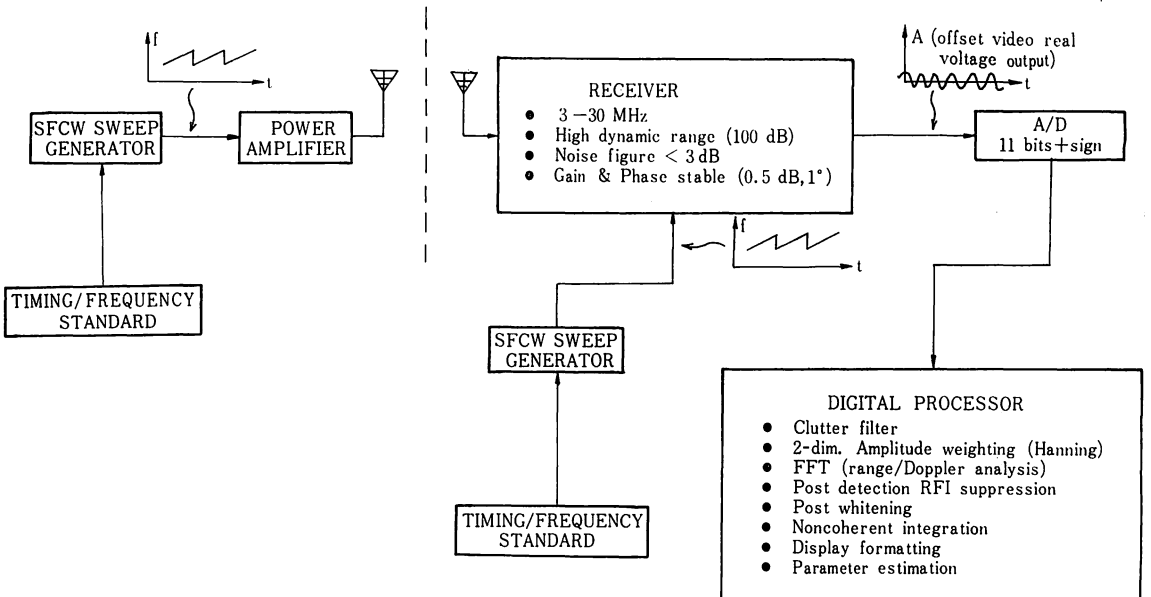 f
t
SFCW SWEEP
GENERATOR
POWER
AMPLIFIER
TIMING/FREQUENCY
STANDARD
RECEIVER
● 3—30 MHz
● High dynamic range (100 dB)
● Noise figure < 3 dB
● Gain & Phase stable (0.5 dB, 1°)
A (offset video real
voltage output)
t
A/D
11 bits+sign
f
t
SFCW SWEEP
GENERATOR
TIMING/FREQUENCY
STANDARD
DIGITAL PROCESSOR
● Clutter filter
● 2-dim. Amplitude weighting (Hanning)
● FFT (range/Doppler analysis)
● Post detection RFI suppression
● Post whitening
● Noncoherent integration
● Display formatting
● Parameter estimation